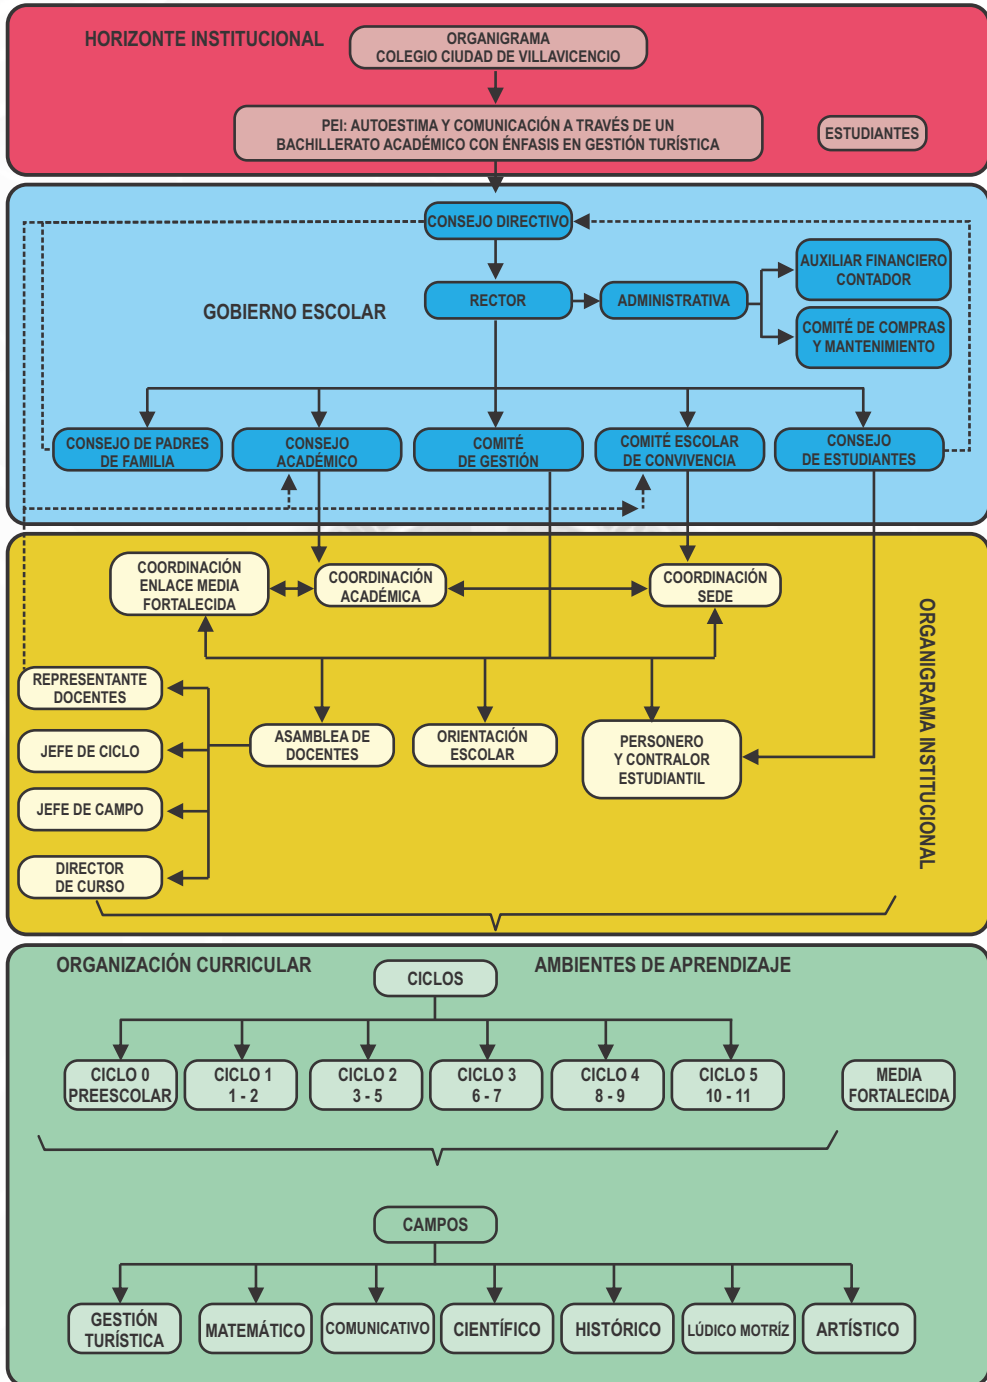 HORIZONTE INSTITUCIONAL
ORGANIGRAMA
COLEGIO CIUDAD DE VILLAVICENCIO
PEI: AUTOESTIMA Y COMUNICACIÓN A TRAVÉS DE UN
BACHILLERATO ACADÉMICO CON ÉNFASIS EN GESTIÓN TURÍSTICA
ESTUDIANTES
CONSEJO DIRECTIVO
GOBIERNO ESCOLAR
RECTOR
ADMINISTRATIVA
AUXILIAR FINANCIERO
CONTADOR
COMITÉ DE COMPRAS
Y MANTENIMIENTO
CONSEJO DE PADRES
DE FAMILIA
CONSEJO
ACADÉMICO
COMITÉ
DE GESTIÓN
COMITÉ ESCOLAR
DE CONVIVENCIA
CONSEJO
DE ESTUDIANTES
COORDINACIÓN
ENLACE MEDIA
FORTALECIDA
COORDINACIÓN
ACADÉMICA
COORDINACIÓN
SEDE
ORGANIGRAMA INSTITUCIONAL
REPRESENTANTE
DOCENTES
JEFE DE CICLO
JEFE DE CAMPO
DIRECTOR
DE CURSO
ASAMBLEA DE
DOCENTES
ORIENTACIÓN
ESCOLAR
PERSONERO
Y CONTRALOR
ESTUDIANTIL
ORGANIZACIÓN CURRICULAR
AMBIENTES DE APRENDIZAJE
CICLOS
CICLO 0
PREESCOLAR
CICLO 1
1 - 2
CICLO 2
3 - 5
CICLO 3
6 - 7
CICLO 4
8 - 9
CICLO 5
10 - 11
MEDIA
FORTALECIDA
CAMPOS
GESTIÓN
TURÍSTICA
MATEMÁTICO
COMUNICATIVO
CIENTÍFICO
HISTÓRICO
LÚDICO MOTRÍZ
ARTÍSTICO